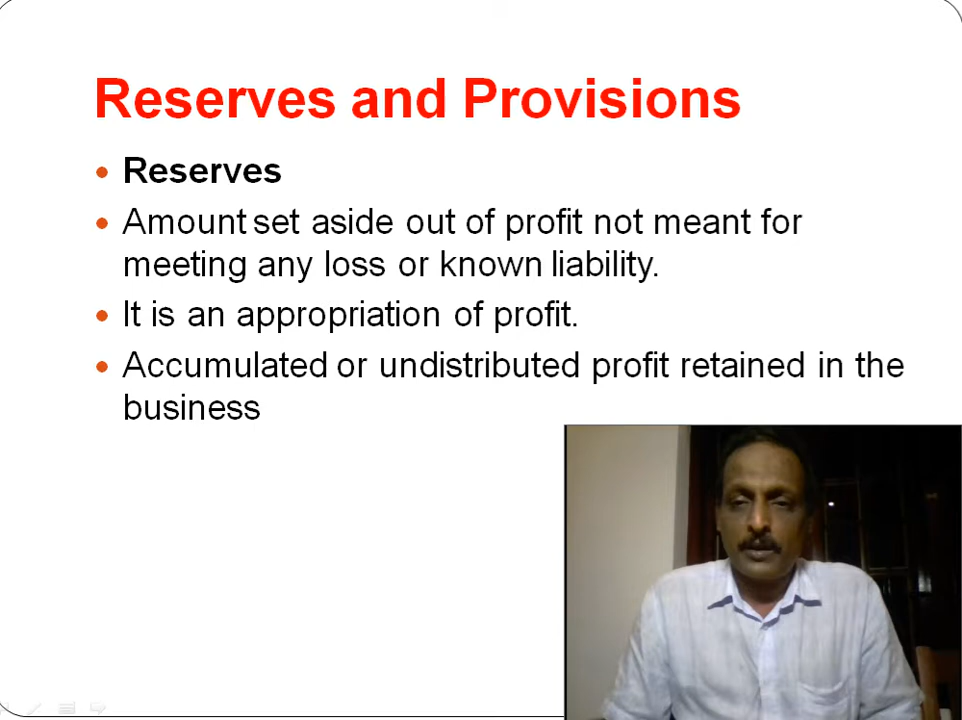 Reserves and Provisions
Reserves
Amount set aside out of profit not meant for
meeting any loss or known liability.
It is an appropriation of profit.
Accumulated or undistributed profit retained in the
business